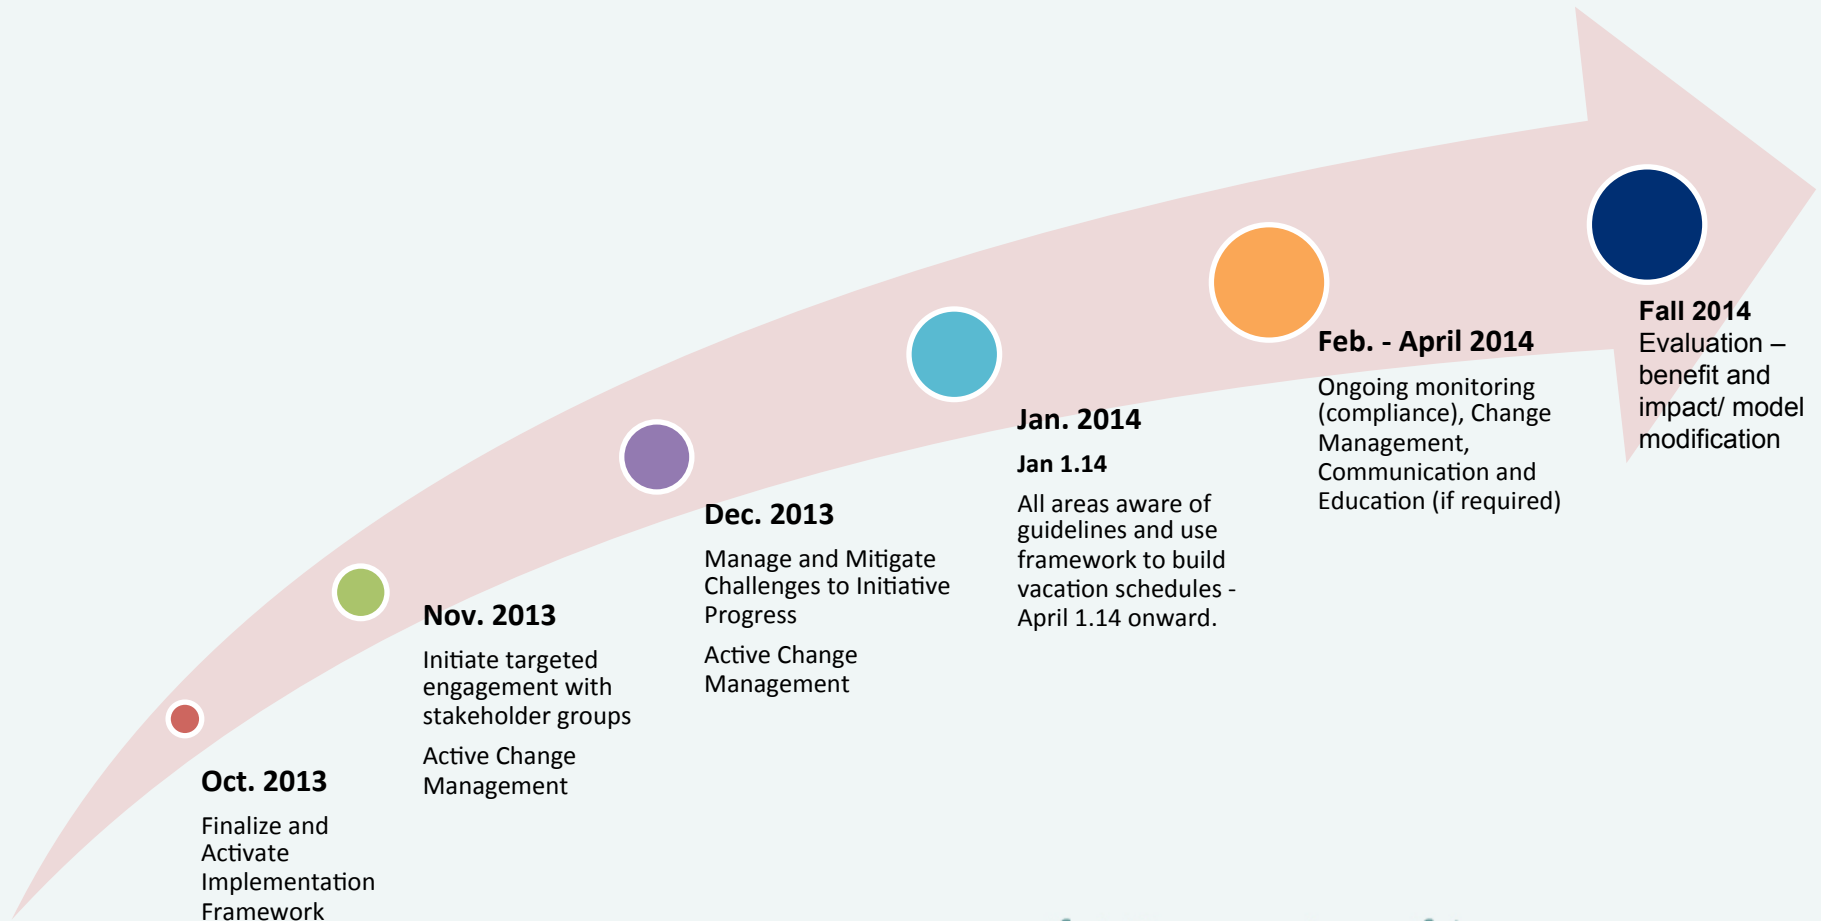 Oct. 2013
Finalize and
Activate
Implementation
Framework
Nov. 2013
Initiate targeted
engagement with
stakeholder groups
Active Change
Management
Dec. 2013
Manage and Mitigate
Challenges to Initiative
Progress
Active Change
Management
Jan. 2014
Jan 1.14
All areas aware of
guidelines and use
framework to build
vacation schedules -
April 1.14 onward.
Feb. - April 2014
Ongoing monitoring
(compliance), Change
Management,
Communication and
Education (if required)
Fall 2014
Evaluation –
benefit and
impact/ model
modification